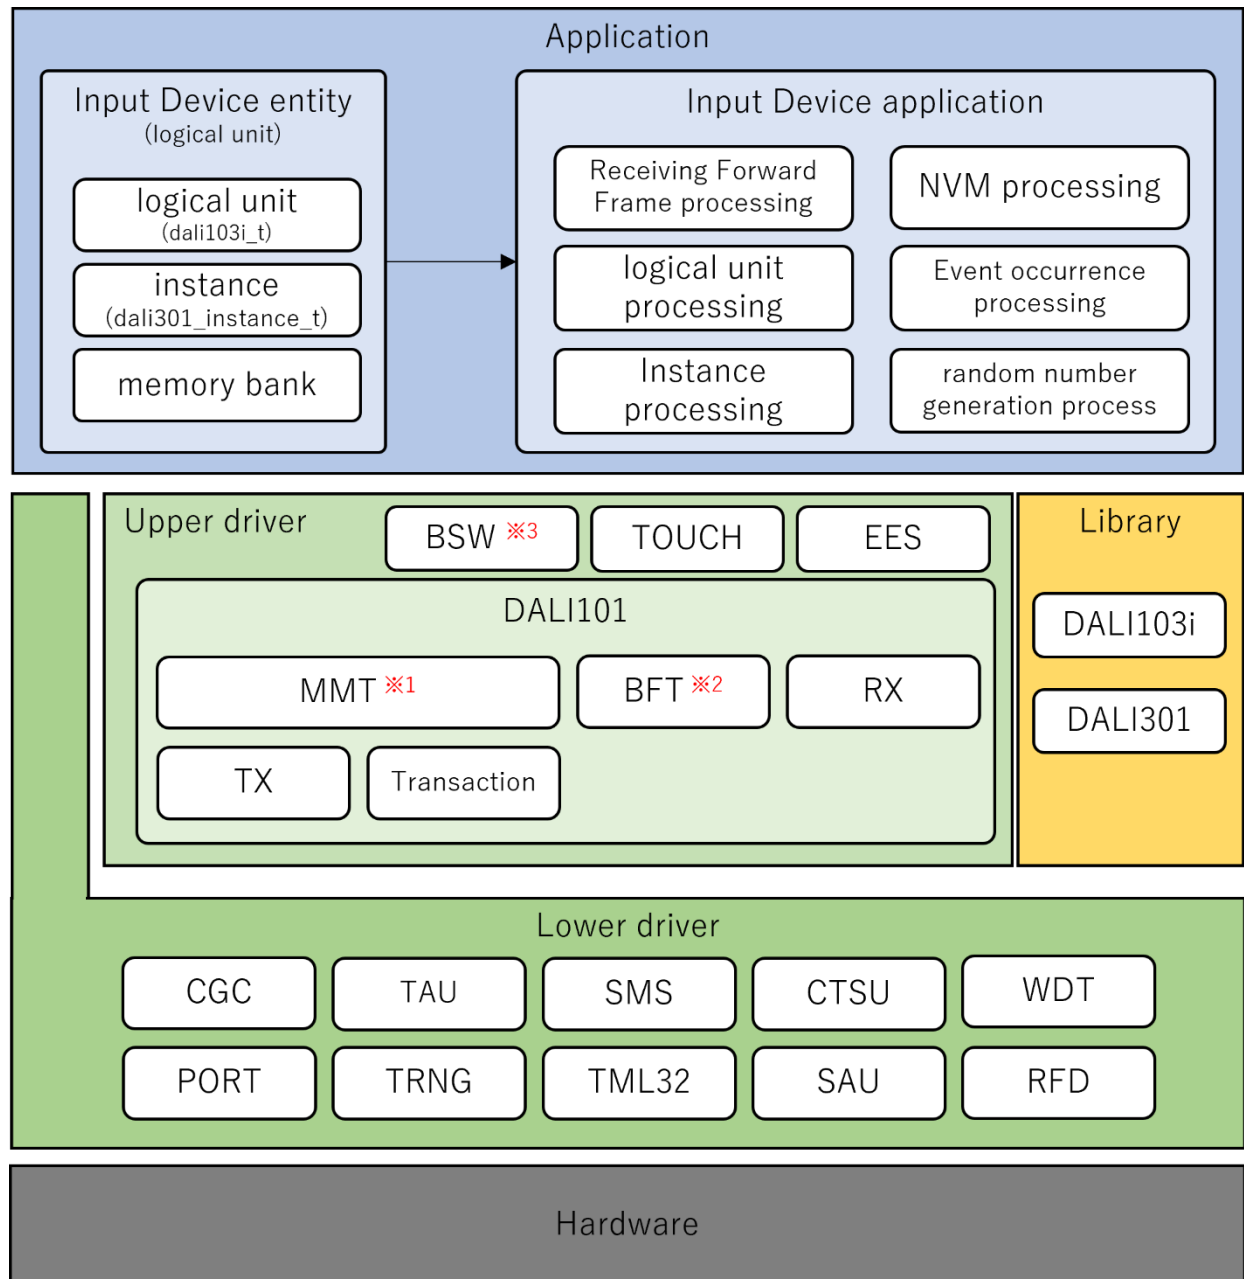 Application
Input Device entity
(logical unit)
logical unit
(dali103i_t)
instance
(dali301_instance_t)
memory bank
Input Device application
Receiving Forward
Frame processing
NVM processing
logical unit
processing
Event occurrence
processing
Instance
processing
random number
generation process
Upper driver
BSW ※3
TOUCH
EES
DALI101
MMT ※1
BFT ※2
RX
TX
Transaction
Library
DALI103i
DALI301
Lower driver
CGC
TAU
SMS
CTSU
WDT
PORT
TRNG
TML32
SAU
RFD
Hardware